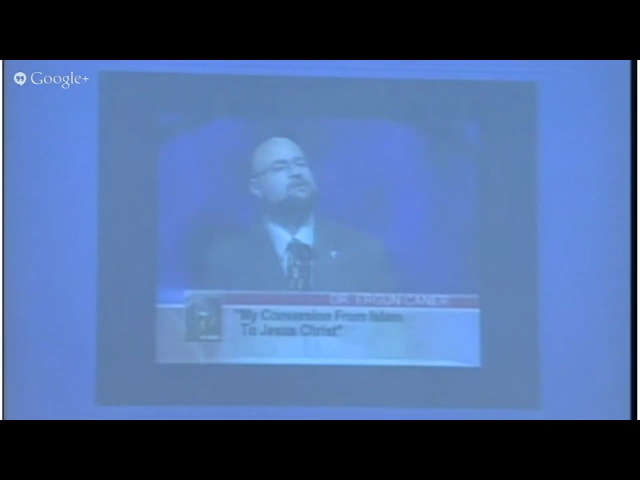 Google+
DR. ERGUN CANER
"My Conversion From Islam
To Jesus Christ"